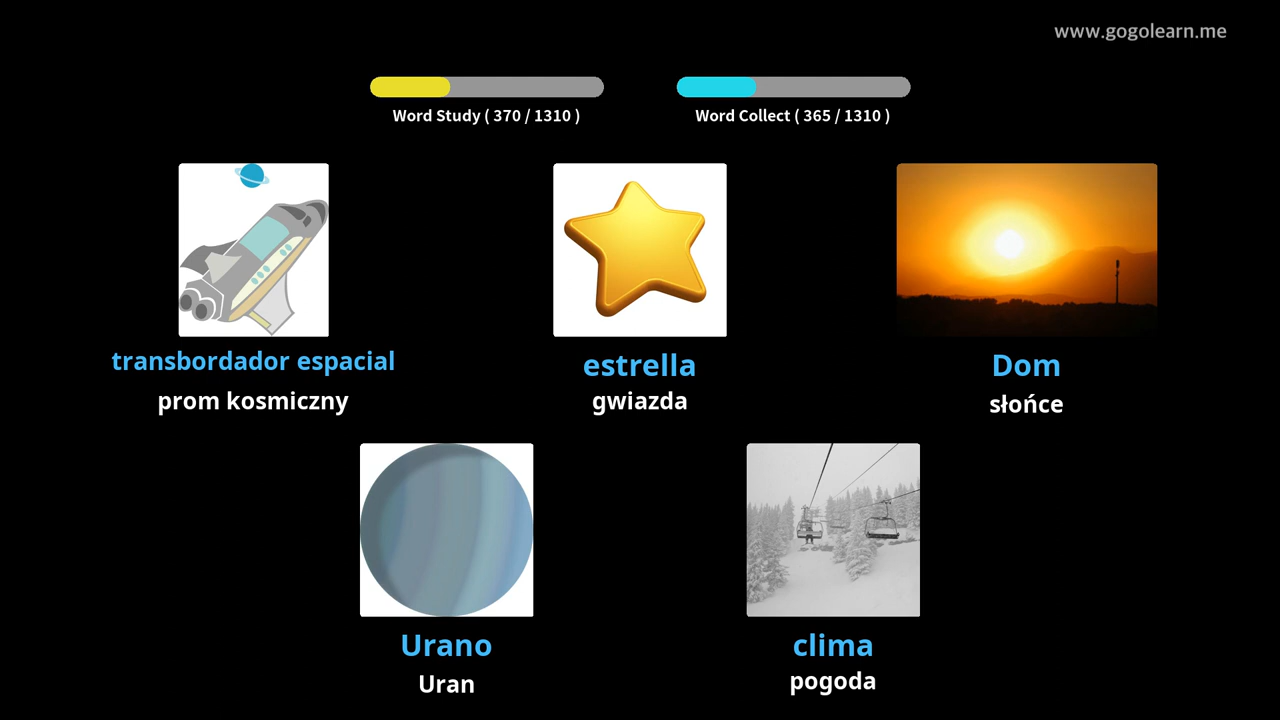 www.gogolearn.me
Word Study ( 370 / 1310 )
Word Collect ( 365 / 1310 )
transbordador espacial
prom kosmiczny
estrella
gwiazda
Dom
słońce
Urano
Uran
clima
pogoda